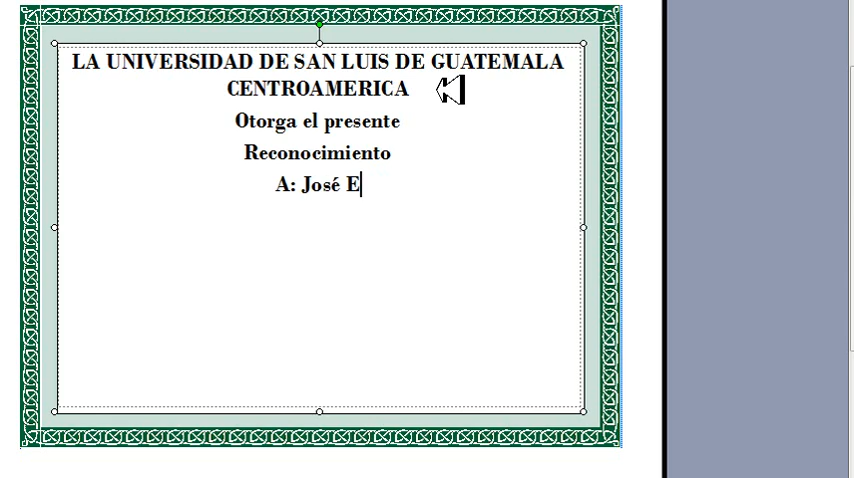 LA UNIVERSIDAD DE SAN LUIS DE GUATEMALA
CENTROAMERICA
Otorga el presente
Reconocimiento
A: José E